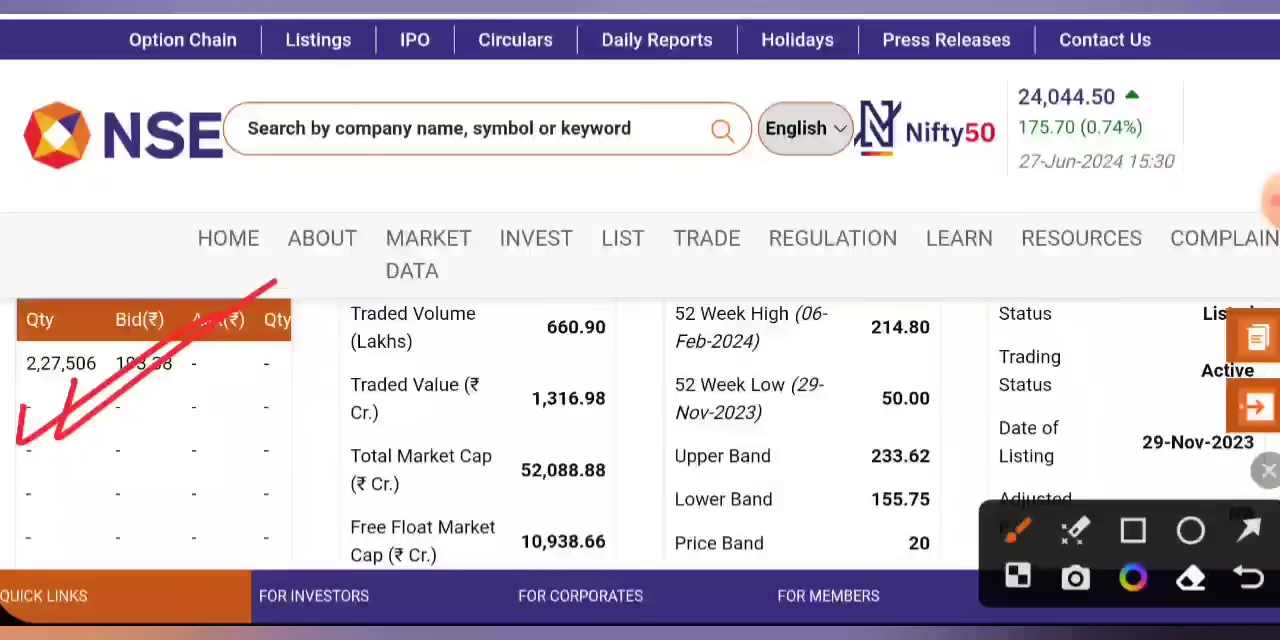 Option Chain Listings IPO Circulars Daily Reports Holidays Press Releases Contact Us
NSE
Search by company name, symbol or keyword
English
Nifty50
24,044.50
175.70 (0.74%)
27-Jun-2024 15:30
HOME ABOUT MARKET DATA INVEST LIST TRADE REGULATION LEARN RESOURCES COMPLAIN
Qty Bid(₹) Qty
2,27,506 - -
- - - -
- - - -
- - - -
- - - -
Traded Volume (Lakhs) 660.90
Traded Value (₹ Cr.) 1,316.98
Total Market Cap (₹ Cr.) 52,088.88
Free Float Market Cap (₹ Cr.) 10,938.66
52 Week High (06-Feb-2024) 214.80
52 Week Low (29-Nov-2023) 50.00
Upper Band 233.62
Lower Band 155.75
Price Band 20
Status
Trading Status Active
Date of Listing 29-Nov-2023
Adjusted
QUICK LINKS FOR INVESTORS FOR CORPORATES FOR MEMBERS